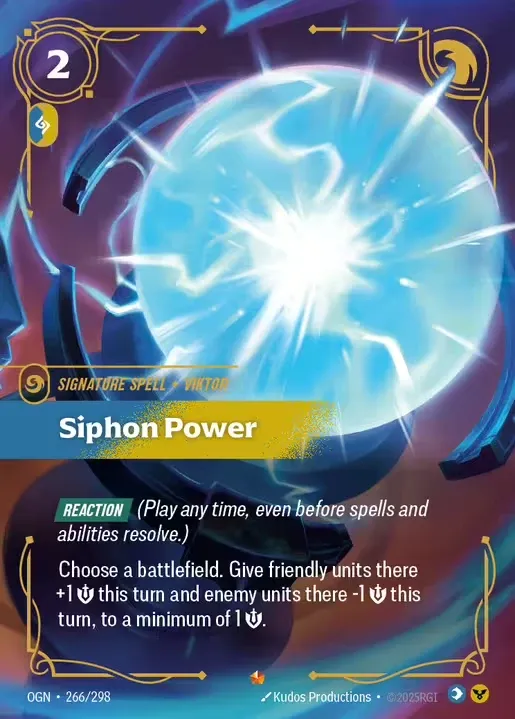 2
SIGNATURE SPELL • VIKTOR
Siphon Power
REACTION (Play any time, even before spells and
abilities resolve.)
Choose a battlefield. Give friendly units there
+1 this turn and enemy units there -1 this
turn, to a minimum of 1.
OGN • 266/298
Kudos Productions • ©2025RGI